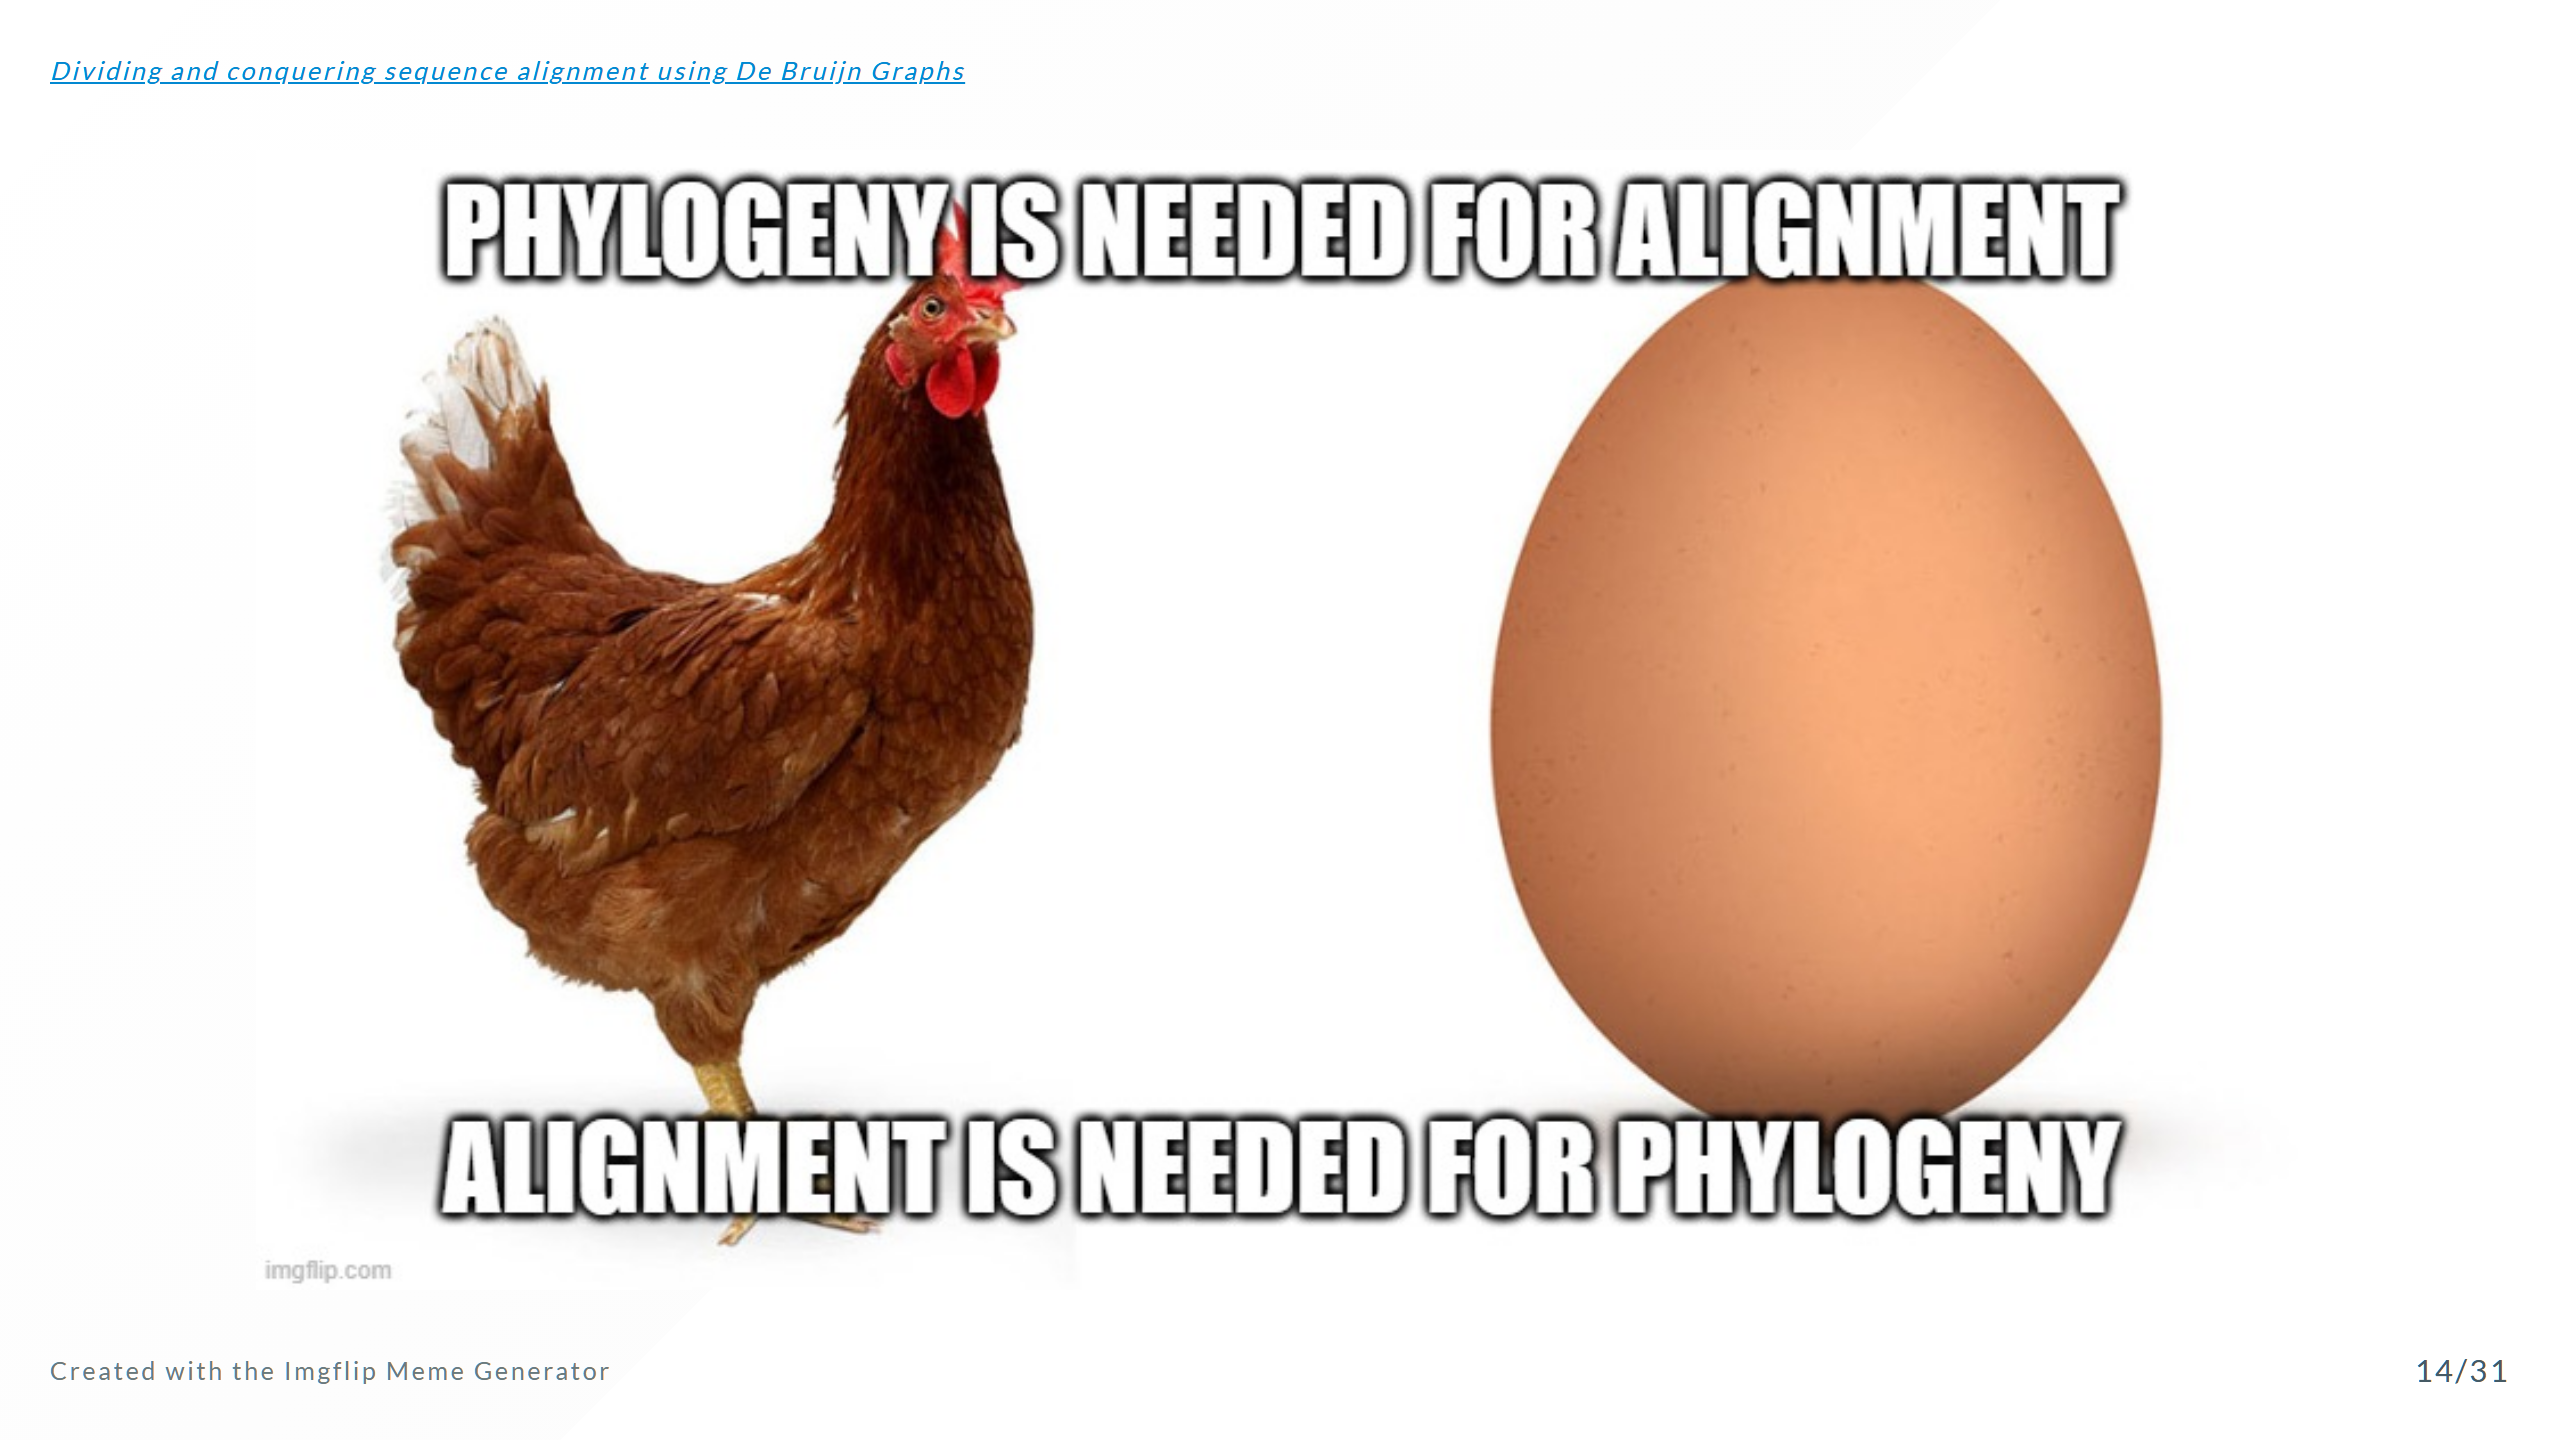 Dividing and conquering sequence alignment using De Bruijn Graphs
PHYLOGENY IS NEEDED FOR ALIGNMENT
ALIGNMENT IS NEEDED FOR PHYLOGENY
imgflip.com
Created with the Imgflip Meme Generator
14/31